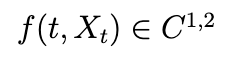 f(t, X_t) ∈ C^{1,2}